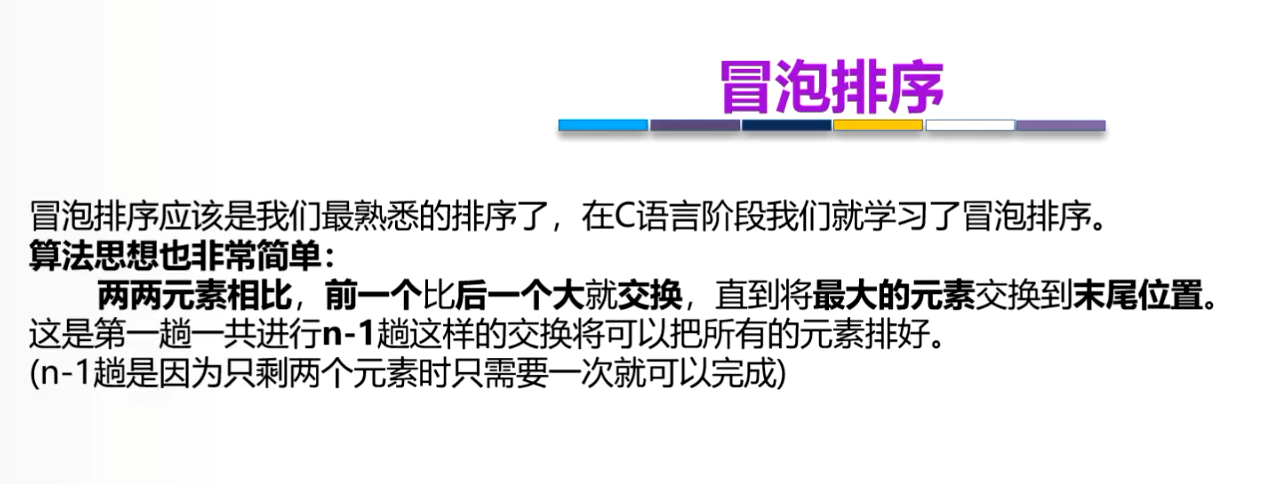 冒泡排序
冒泡排序应该是我们最熟悉的排序了，在C语言阶段我们就学习了冒泡排序。
算法思想也非常简单：
两两元素相比，前一个比后一个大就交换，直到将最大的元素交换到末尾位置。
这是第一趟一共进行n-1趟这样的交换将可以把所有的元素排好。
(n-1趟是因为只剩两个元素时只需要一次就可以完成)